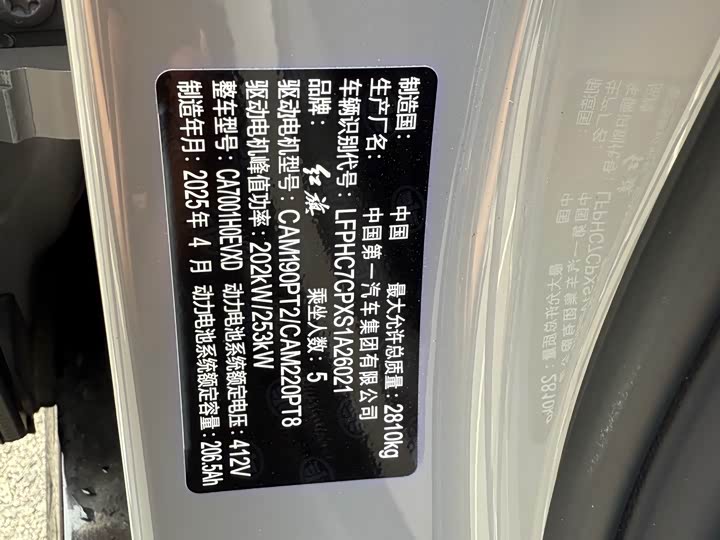 制造国： 中国 最大允许总质量：2810kg
生产厂名： 中国第一汽车集团有限公司
车辆识别代号：LFPHC7CPXS1A26021
品牌： 红旗 乘坐人数：5
驱动电机型号：CAM190PT2/CAM220PT8
驱动电机峰值功率：202kW/253kW
整车型号：CA7001H0EVXD 动力电池系统额定电压：412V
制造年月：2025年4月 动力电池系统额定容量：206.5Ah